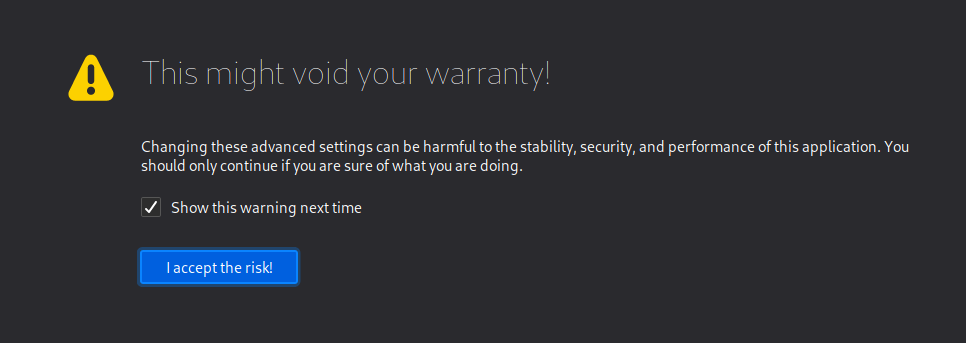 This might void your warranty!
Changing these advanced settings can be harmful to the stability, security, and performance of this application. You
should only continue if you are sure of what you are doing.
Show this warning next time
I accept the risk!